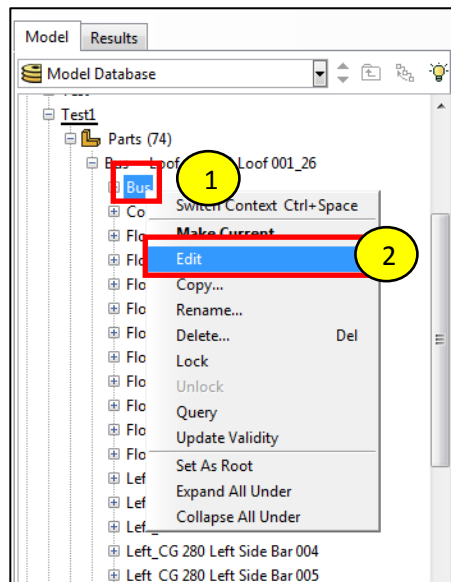 Model Results
Model Database
Test1
Parts (74)
Loof 001_26
Bus
1
Co
Switch Context Ctrl+Space
Flo
Make Current
Flo
Edit
2
Flo
Copy...
Flo
Rename...
Flo
Delete... Del
Flo
Lock
Flo
Unlock
Flo
Query
Flo
Update Validity
Flo
Set As Root
Left
Expand All Under
Left
Collapse All Under
Left_
Left_CG 280 Left Side Bar 004
Left_CG 280 Left Side Bar 005